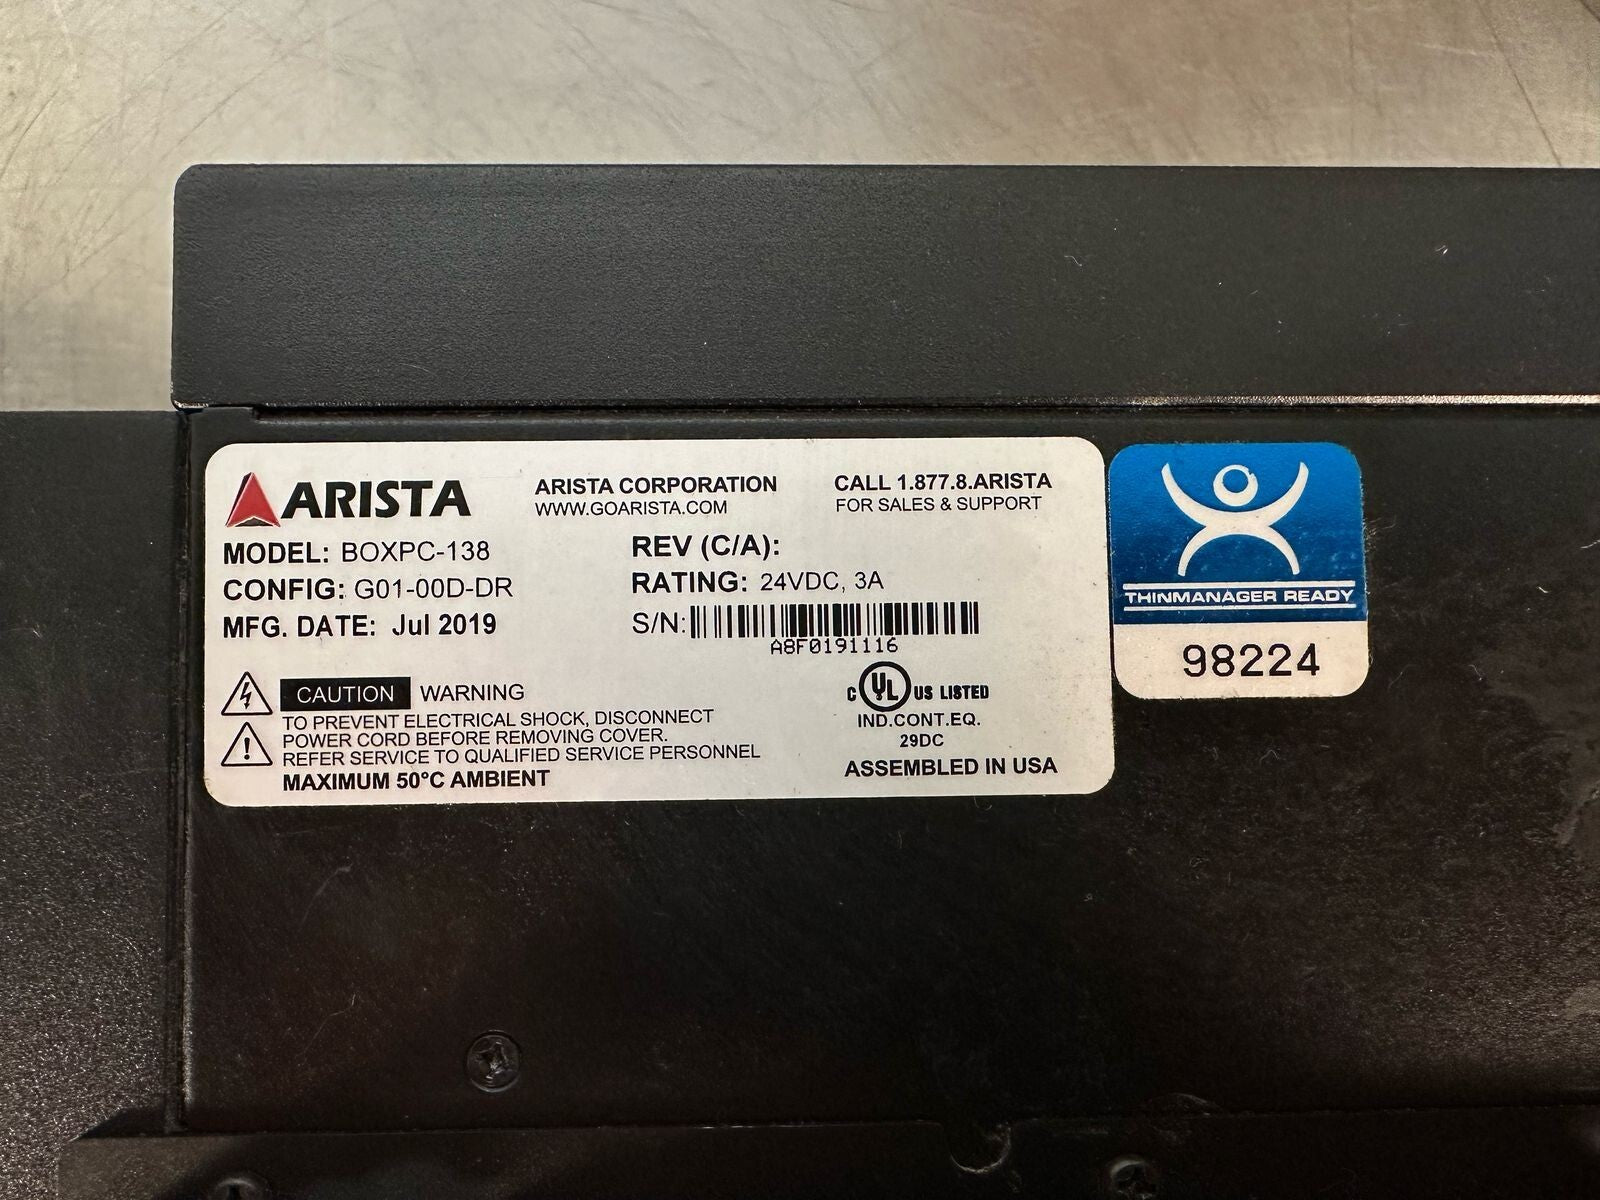 ARISTA
ARISTA CORPORATION
WWW.GOARISTA.COM
CALL 1.877.8.ARISTA
FOR SALES & SUPPORT
MODEL: BOXPC-138
CONFIG: G01-00D-DR
MFG. DATE: Jul 2019
REV (C/A):
RATING: 24VDC, 3A
S/N:
A8F0191116
CAUTION WARNING
TO PREVENT ELECTRICAL SHOCK, DISCONNECT
POWER CORD BEFORE REMOVING COVER.
REFER SERVICE TO QUALIFIED SERVICE PERSONNEL
MAXIMUM 50°C AMBIENT
C UL US LISTED
IND.CONT.EQ.
29DC
ASSEMBLED IN USA
THINMANAGER READY
98224